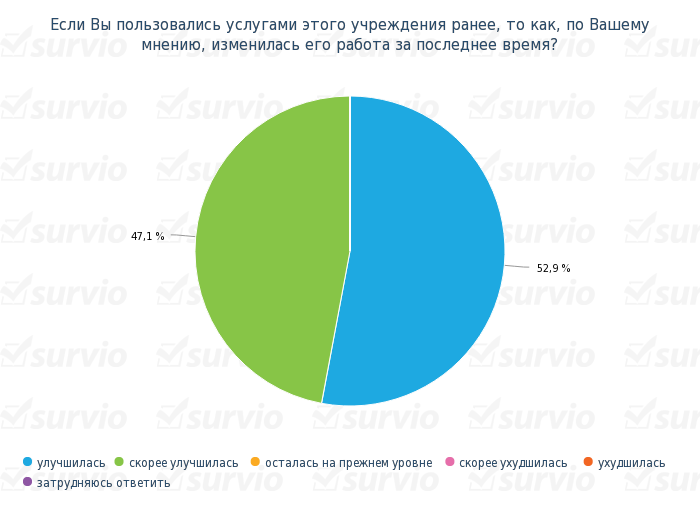 Если Вы пользовались услугами этого учреждения ранее, то как, по Вашему
мнению, изменилась его работа за последнее время?
47,1 %
52,9 %
улучшилась скорее улучшилась осталась на прежнем уровне скорее ухудшилась ухудшилась
затрудняюсь ответить
survio